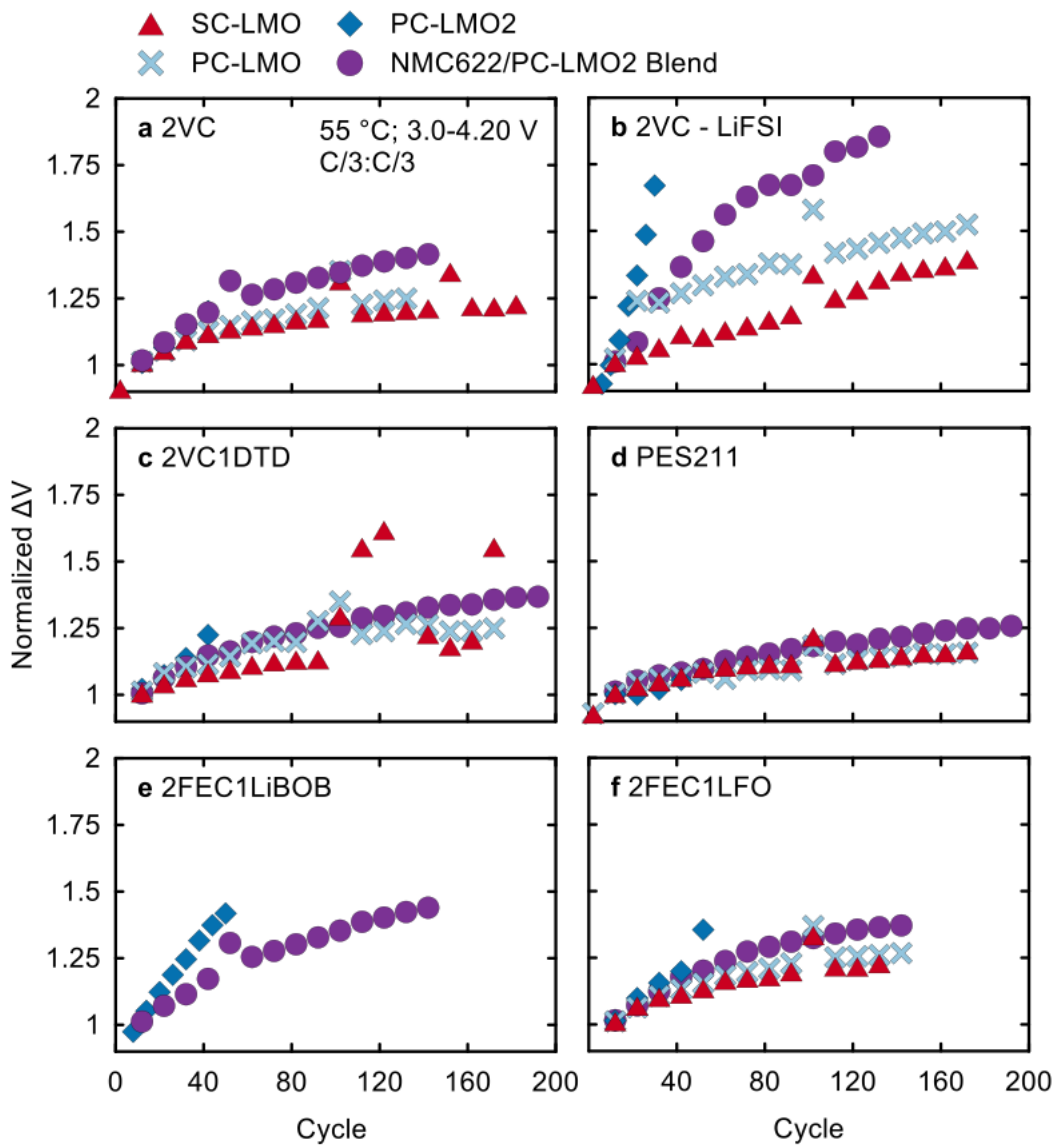 SC-LMO PC-LMO2
PC-LMO NMC622/PC-LMO2 Blend
2
1.75
1.5
1.25
1
a 2VC
55 °C; 3.0-4.20 V
C/3:C/3
b 2VC - LiFSI
Normalized ΔV
2
1.75
1.5
1.25
1
c 2VC1DTD
d PES211
2
1.75
1.5
1.25
1
e 2FEC1LiBOB
f 2FEC1LFO
0 40 80 120 160 200 40 80 120 160 200
Cycle Cycle